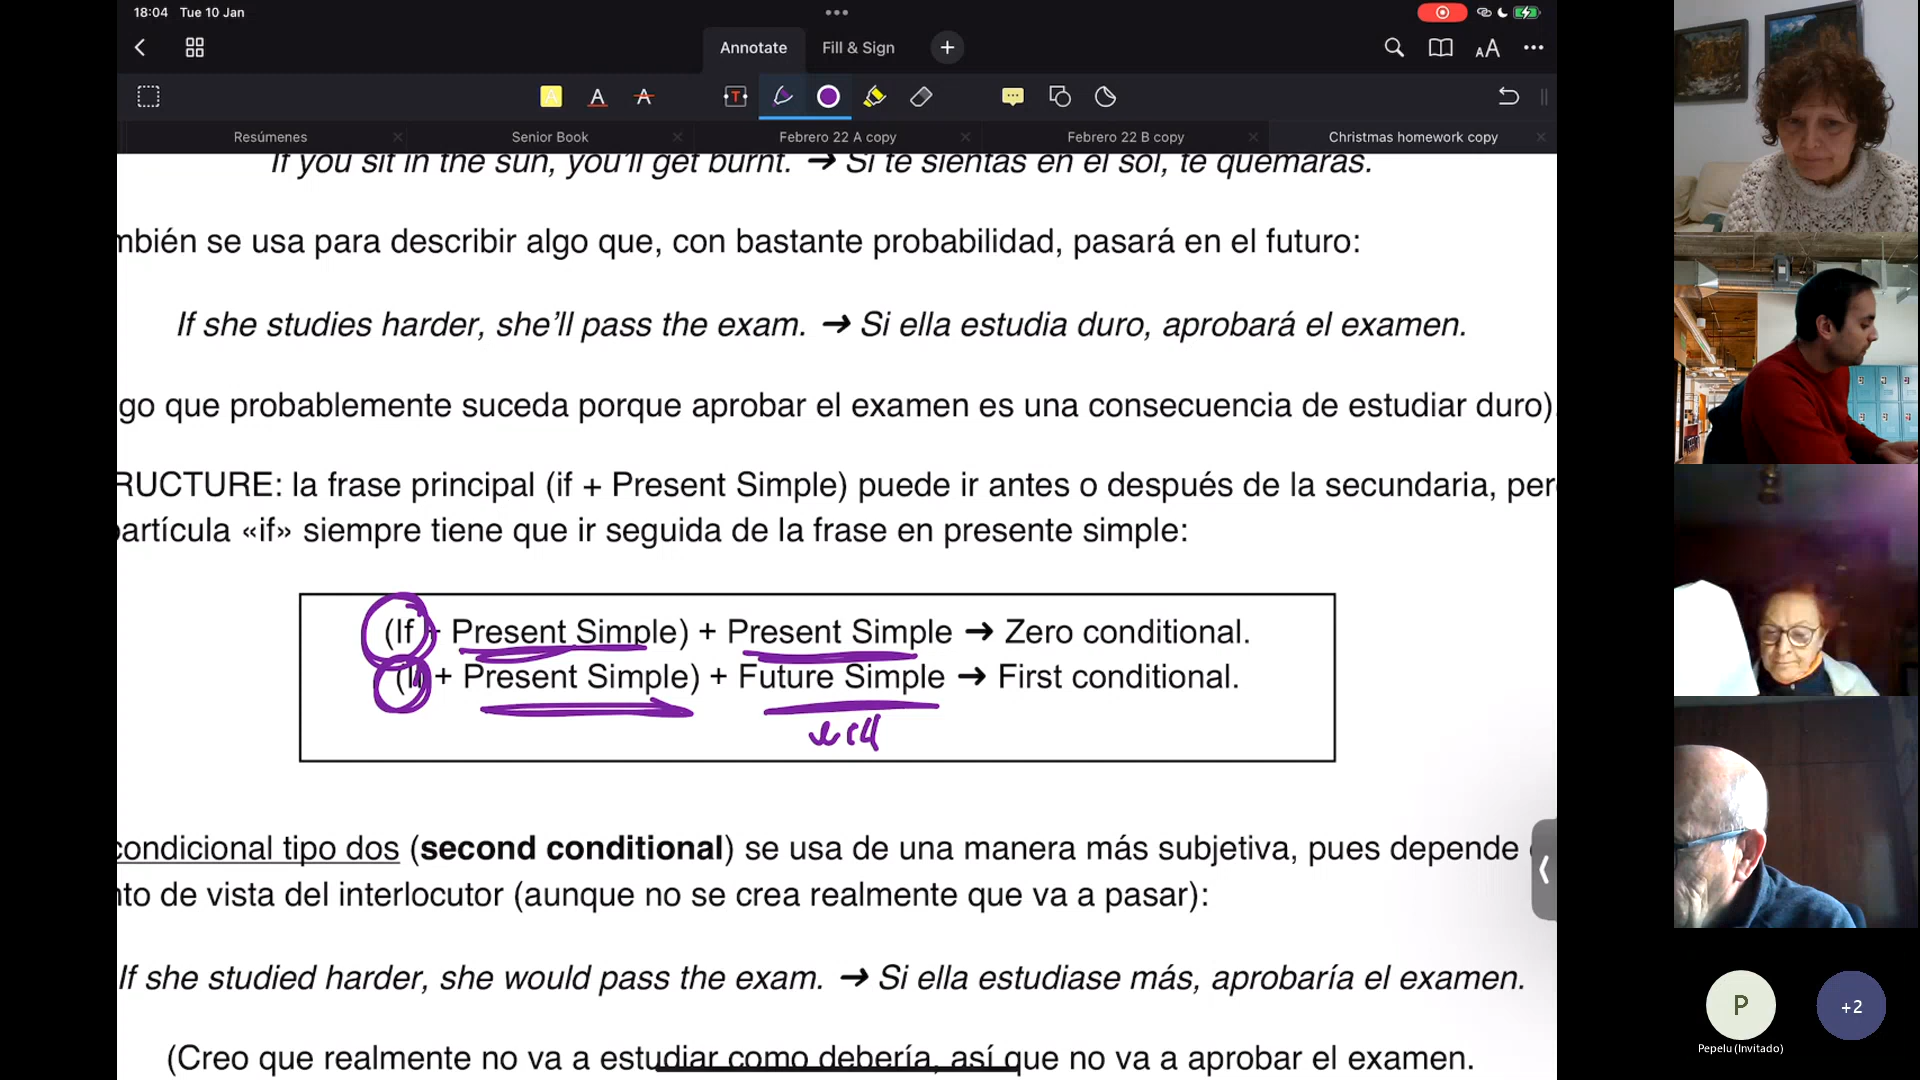 18:04 Tue 10 Jan
Annotate Fill & Sign
Resúmenes Senior Book Febrero 22 A copy Febrero 22 B copy Christmas homework copy
If you sit in the sun, you'll get burnt. ➞ Si te sientas en el sol, te quemarás.
mbién se usa para describir algo que, con bastante probabilidad, pasará en el futuro:
If she studies harder, she'll pass the exam. ➞ Si ella estudia duro, aprobará el examen.
go que probablemente suceda porque aprobar el examen es una consecuencia de estudiar duro).
RUCTURE: la frase principal (if + Present Simple) puede ir antes o después de la secundaria, per
partícula «if» siempre tiene que ir seguida de la frase en presente simple:
(If + Present Simple) + Present Simple ➞ Zero conditional.
(If + Present Simple) + Future Simple ➞ First conditional.
will
condicional tipo dos (second conditional) se usa de una manera más subjetiva, pues depende
nto de vista del interlocutor (aunque no se crea realmente que va a pasar):
If she studied harder, she would pass the exam. ➞ Si ella estudiase más, aprobaría el examen.
(Creo que realmente no va a estudiar como debería, así que no va a aprobar el examen.
P +2
Pepelu (Invitado)